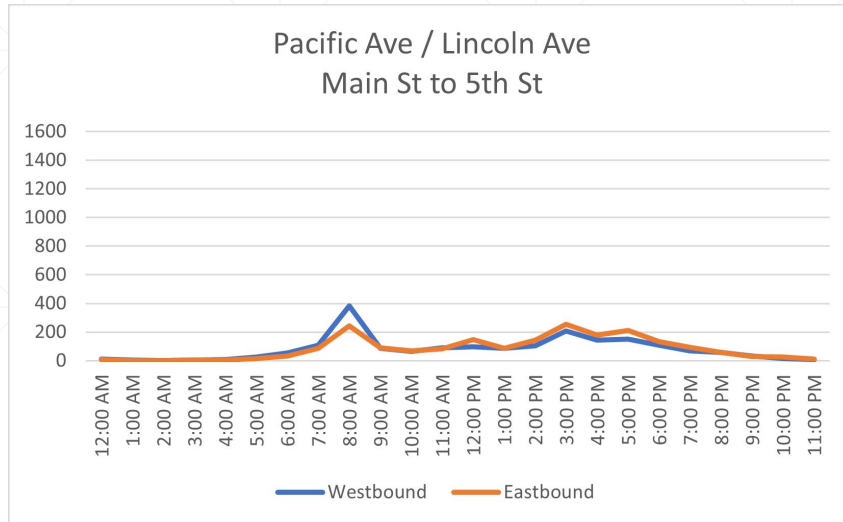 Pacific Ave / Lincoln Ave
Main St to 5th St
1600
1400
1200
1000
800
600
400
200
0
12:00 AM
1:00 AM
2:00 AM
3:00 AM
4:00 AM
5:00 AM
6:00 AM
7:00 AM
8:00 AM
9:00 AM
10:00 AM
11:00 AM
12:00 PM
1:00 PM
2:00 PM
3:00 PM
4:00 PM
5:00 PM
6:00 PM
7:00 PM
8:00 PM
9:00 PM
10:00 PM
11:00 PM
Westbound Eastbound